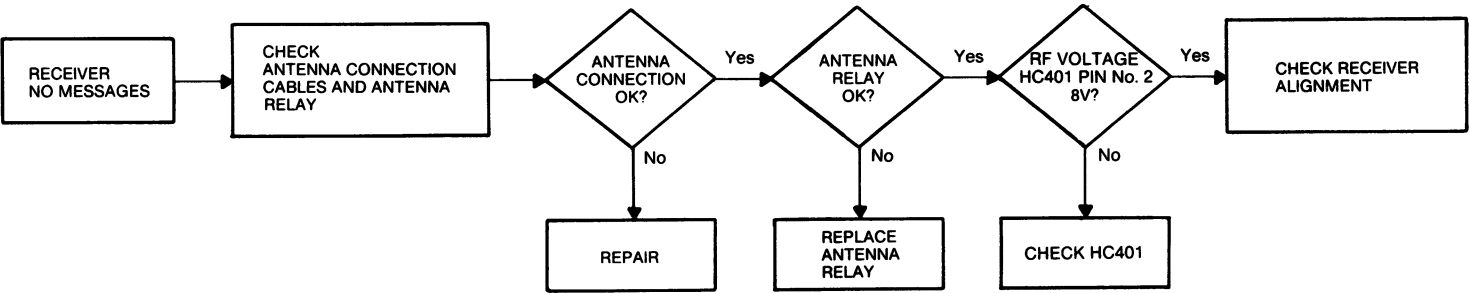 RECEIVER
NO MESSAGES
CHECK
ANTENNA CONNECTION
CABLES AND ANTENNA
RELAY
ANTENNA
CONNECTION
OK?
Yes
No
REPAIR
ANTENNA
RELAY
OK?
Yes
No
REPLACE
ANTENNA
RELAY
RF VOLTAGE
HC401 PIN No. 2
8V?
Yes
No
CHECK HC401
CHECK RECEIVER
ALIGNMENT